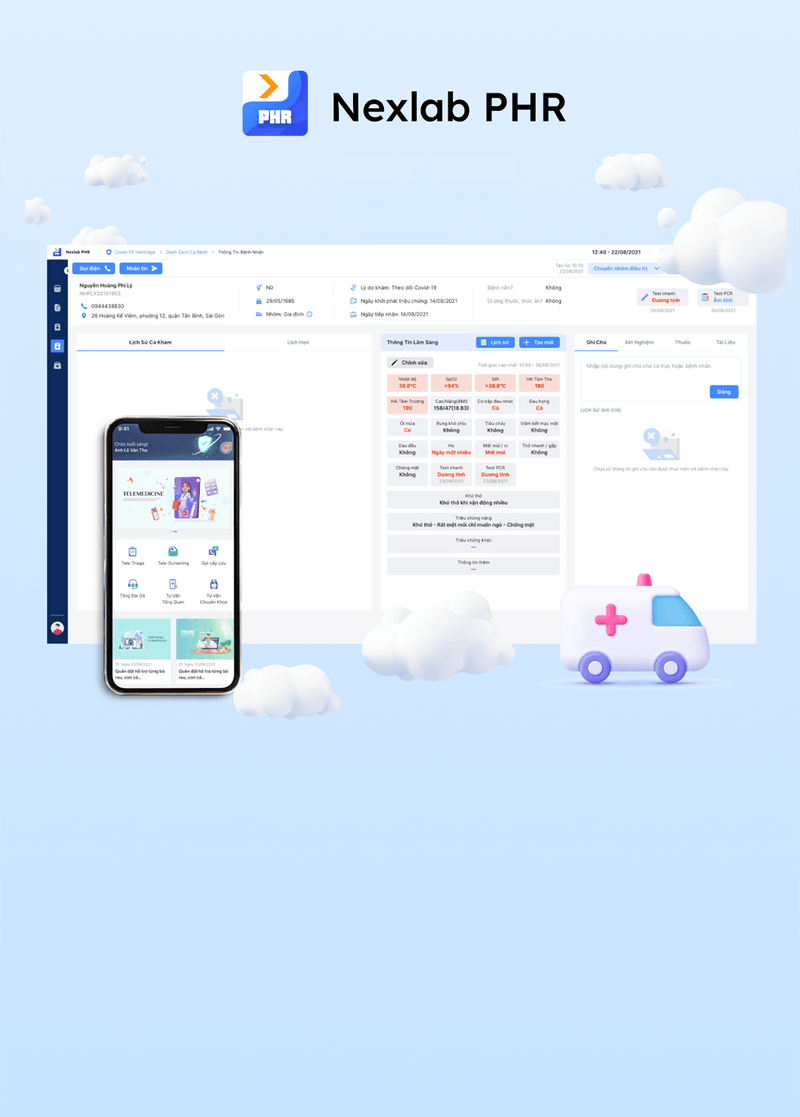 PHR
Nexlab PHR
Nexlab PHR
Covid-19 Teletriage > Danh Sách Ca Bệnh > Thông Tin Bệnh Nhân
12:40 - 22/08/2021
Gọi điện
Nhắn tin
Tạo lúc 10:32
22/08/2021
Chuyển nhóm điều trị
Nguyễn Hoàng Phi Lý
NHPLY20101955
0944438830
26 Hoàng Kế Viêm, phường 12, quận Tân Bình, Sài Gòn
Nữ
29/05/1985
Nhóm: Gia đình
Lý do khám: Theo dõi Covid-19
Ngày khởi phát triệu chứng: 14/08/2021
Ngày tiếp nhận: 14/08/2021
Bệnh nền?
Không
Dị ứng thuốc, thức ăn?
Không
Test nhanh
Dương tính
26/08/2021
Test PCR
Âm tính
26/08/2021
Lịch Sử Ca Khám
Lịch Hẹn
với bệnh nhân này
Thông Tin Lâm Sàng
Lịch sử
Tạo mới
Chỉnh sửa
Nhiệt độ
38.6°C
SpO2
<94%
Sốt
>38.8°C
HA Tâm Thu
190
HA Tâm Trương
190
Cao/Nặng(BMI)
158/47(18.83)
Cơ bắp đau nhức
Có
Đau họng
Có
Ói mửa
Có
Bụng khó chịu
Không
Tiêu chảy
Không
Viêm kết mạc mắt
Không
Đau đầu
Không
Ho
Ngày một nhiều
Mất mùi / vị
Mất mùi
Thở nhanh / gấp
Không
Chóng mặt
Không
Test nhanh
Dương tính
23/08/2021
Test PCR
Dương tính
23/08/2021
Khó thở
Khó thở khi vận động nhiều
Triệu chứng nặng
Khó thở - Rất mệt mỏi chỉ muốn ngủ - Chóng mặt
Triệu chứng khác
--
Thông tin thêm
--
Ghi Chú
Xét Nghiệm
Thuốc
Tài Liệu
Nhập nội dung ghi chú cho ca trực hoặc bệnh nhân
Đăng
LỊCH SỬ GHI CHÚ
Chưa có thông tin ghi chú nào được thực hiện với bệnh nhân này
9:41
Chào buổi sáng!
Anh Lê Văn Thọ
TELEMEDICINE
Tele-Triage
Tele-Screening
Gọi cấp cứu
Tổng Đài OS
Tư Vấn
Tổng Quan
Tư Vấn
Chuyên Khoa
Ngày 23/08/2021
Quân đội hỗ trợ từng bó
rau, con cá...
Ngày 23/08/2021
Quân đội hỗ trợ từng bó
rau, con cá...